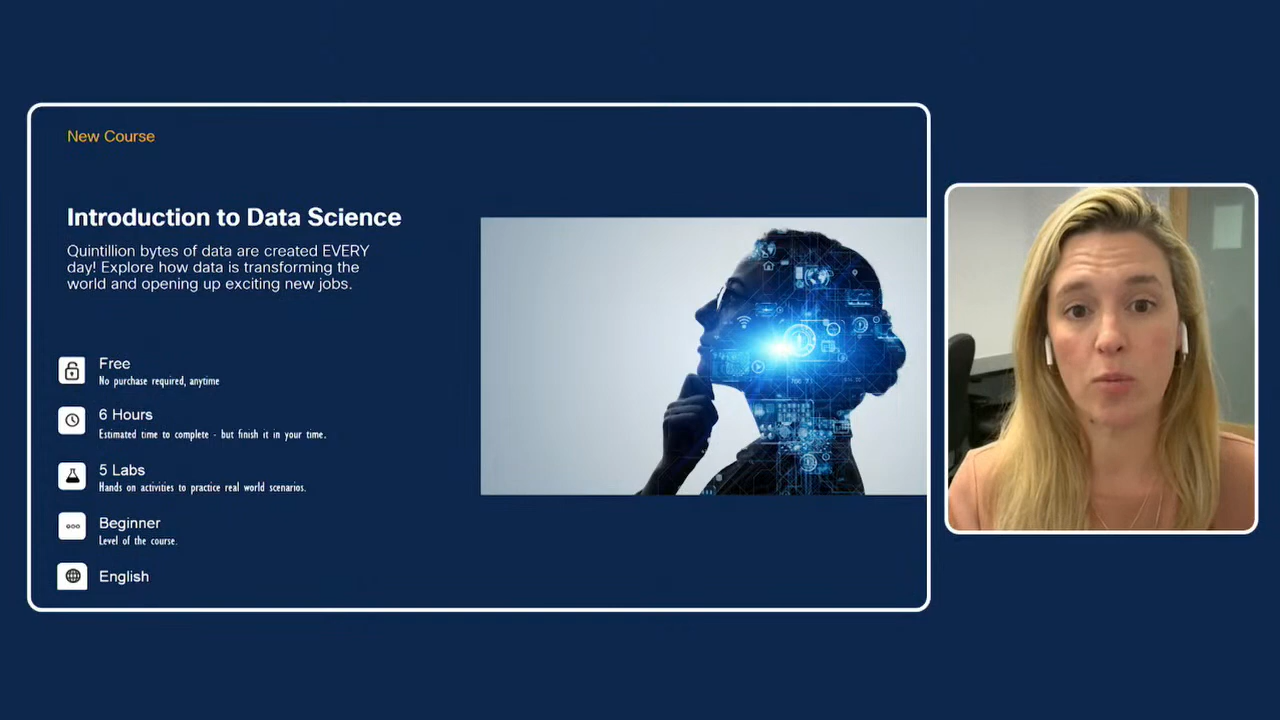 New Course
Introduction to Data Science
Quintillion bytes of data are created EVERY
day! Explore how data is transforming the
world and opening up exciting new jobs.
Free
No purchase required, anytime
6 Hours
Estimated time to complete - but finish it in your time.
5 Labs
Hands on activities to practice real world scenarios.
Beginner
Level of the course.
English